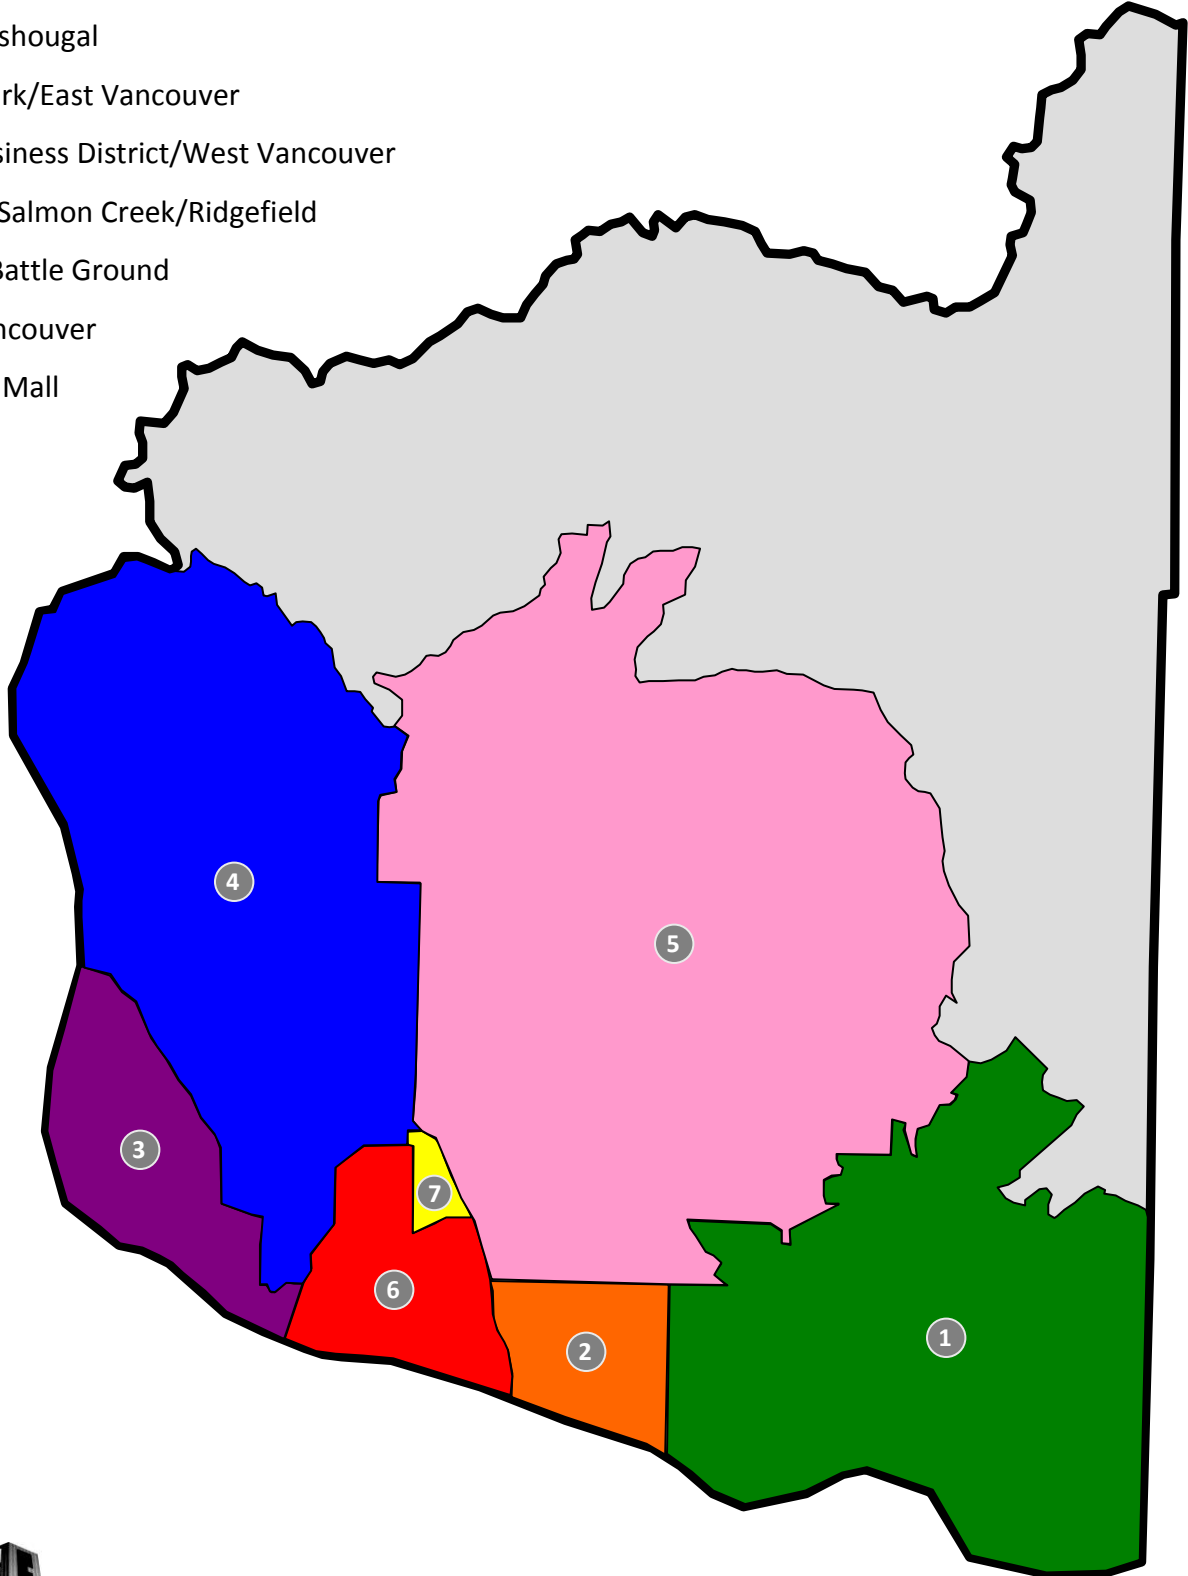 shougal
rk/East Vancouver
siness District/West Vancouver
Salmon Creek/Ridgefield
Battle Ground
ncouver
Mall
4
5
3
7
6
1
2